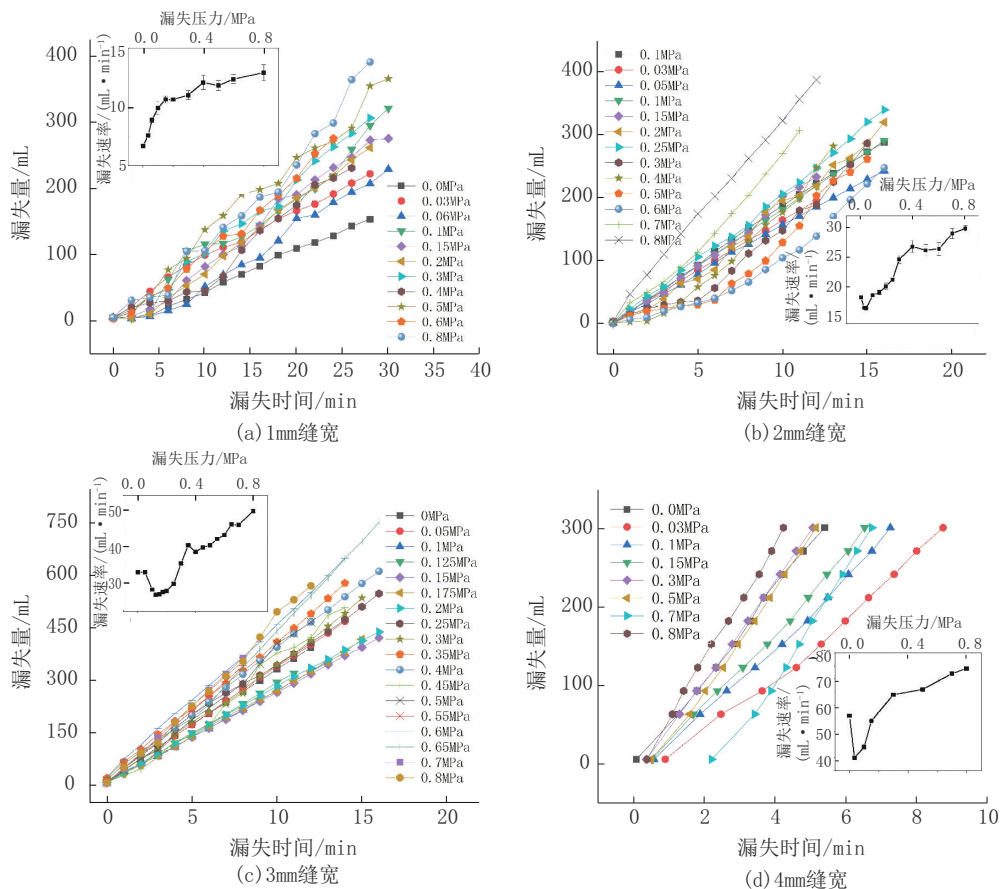 漏失压力/MPa
0.0 0.4 0.8
漏失速率/(mL·min⁻¹)
15
10
5
漏失量/mL
400
300
200
100
0
0.0MPa
0.03MPa
0.06MPa
0.1MPa
0.15MPa
0.2MPa
0.3MPa
0.4MPa
0.5MPa
0.6MPa
0.8MPa
0 5 10 15 20 25 30 35 40
漏失时间/min
(a)1mm缝宽
漏失量/mL
400
300
200
100
0
0.1MPa
0.03MPa
0.05MPa
0.1MPa
0.15MPa
0.2MPa
0.25MPa
0.3MPa
0.4MPa
0.5MPa
0.6MPa
0.7MPa
0.8MPa
漏失压力/MPa
0.0 0.2 0.4 0.6 0.8
漏失速率/
(mL·min⁻¹)
30
25
20
15
0 5 10 15 20
漏失时间/min
(b)2mm缝宽
漏失压力/MPa
0.0 0.4 0.8
漏失速率/(mL·min⁻¹)
50
40
30
漏失量/mL
750
600
450
300
150
0
0MPa
0.05MPa
0.1MPa
0.125MPa
0.15MPa
0.175MPa
0.2MPa
0.25MPa
0.3MPa
0.35MPa
0.4MPa
0.45MPa
0.5MPa
0.55MPa
0.6MPa
0.65MPa
0.7MPa
0.8MPa
0 5 10 15 20
漏失时间/min
(c)3mm缝宽
漏失量/mL
300
200
100
0
0.0MPa
0.03MPa
0.1MPa
0.15MPa
0.3MPa
0.5MPa
0.7MPa
0.8MPa
漏失压力/MPa
0.0 0.2 0.4 0.6 0.8
漏失速率/
(mL·min⁻¹)
80
70
60
50
40
0 2 4 6 8 10
漏失时间/min
(d)4mm缝宽